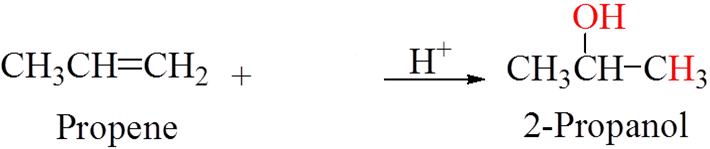 OH
CH₃CH=CH₂ + H⁺ CH₃CH–CH₃
Propene 2-Propanol